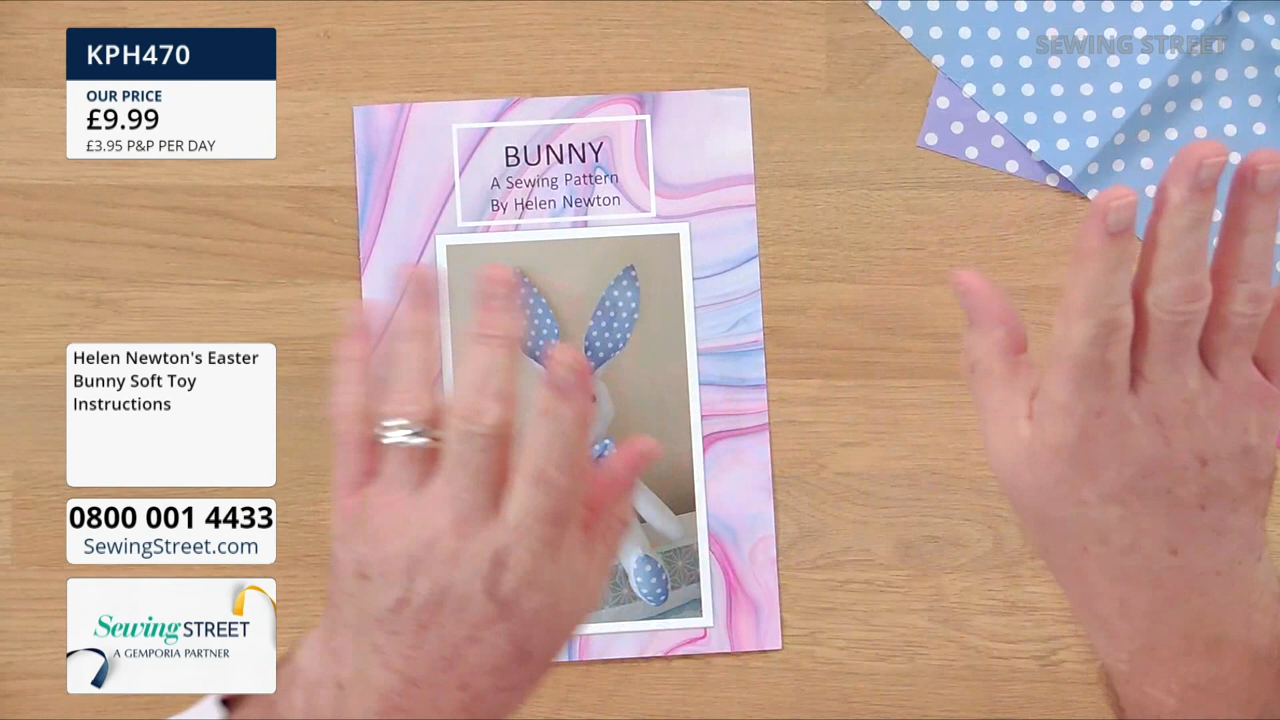 KPH470
OUR PRICE
£9.99
£3.95 P&P PER DAY
Helen Newton's Easter
Bunny Soft Toy
Instructions
0800 001 4433
SewingStreet.com
Sewing STREET
A GEMPORIA PARTNER
BUNNY
A Sewing Pattern
By Helen Newton
SEWING STREET